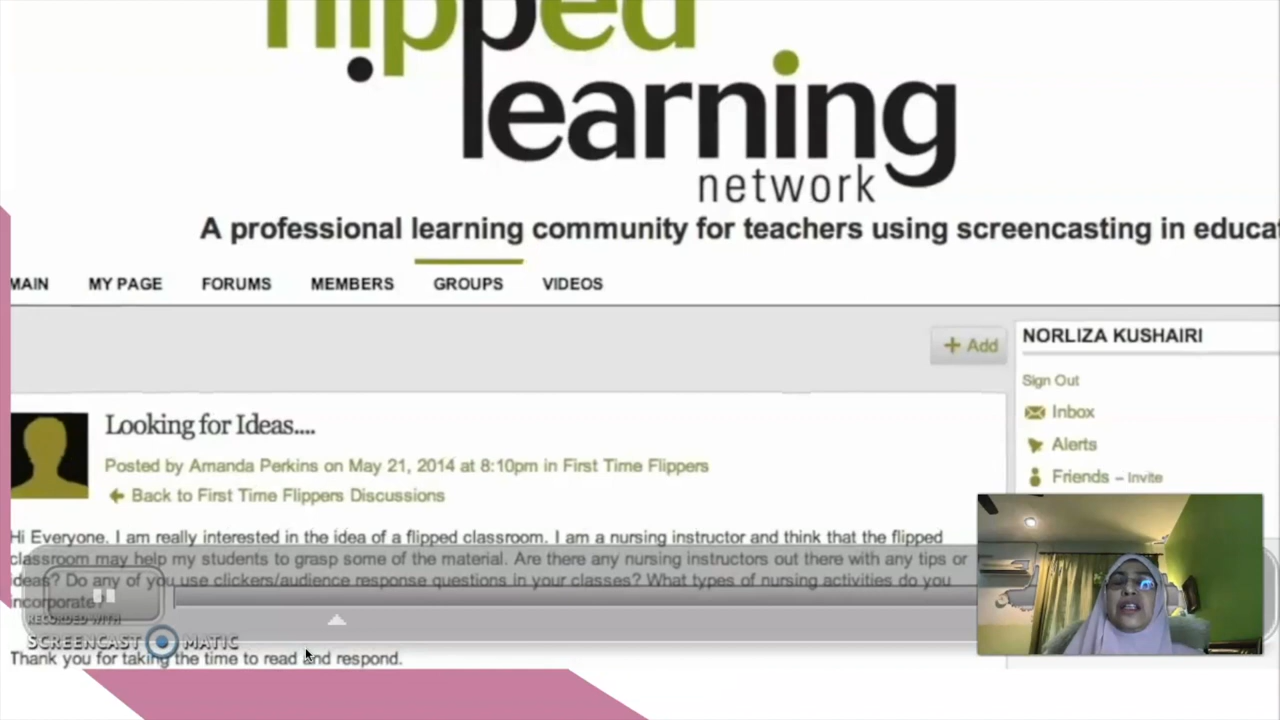 flipped
learning
network
A professional learning community for teachers using screencasting in educa
MAIN MY PAGE FORUMS MEMBERS GROUPS VIDEOS
+ Add
NORLIZA KUSHAIRI
Sign Out
Inbox
Alerts
Friends – Invite
Looking for Ideas....
Posted by Amanda Perkins on May 21, 2014 at 8:10pm in First Time Flippers
Back to First Time Flippers Discussions
Hi Everyone. I am really interested in the idea of a flipped classroom. I am a nursing instructor and think that the flipped
classroom may help my students to grasp some of the material. Are there any nursing instructors out there with any tips or
ideas? Do any of you use clickers/audience response questions in your classes? What types of nursing activities do you
incorporate?
RECORDED WITH
SCREENCAST MATIC
Thank you for taking the time to read and respond.